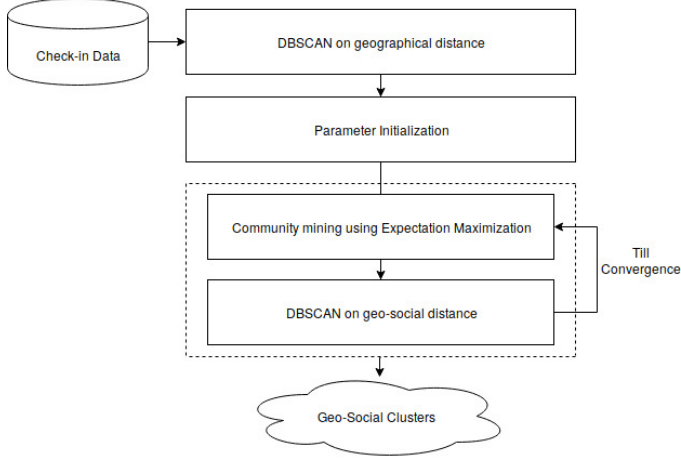 Check-in Data
DBSCAN on geographical distance
Parameter Initialization
Community mining using Expectation Maximization
Till
Convergence
DBSCAN on geo-social distance
Geo-Social Clusters